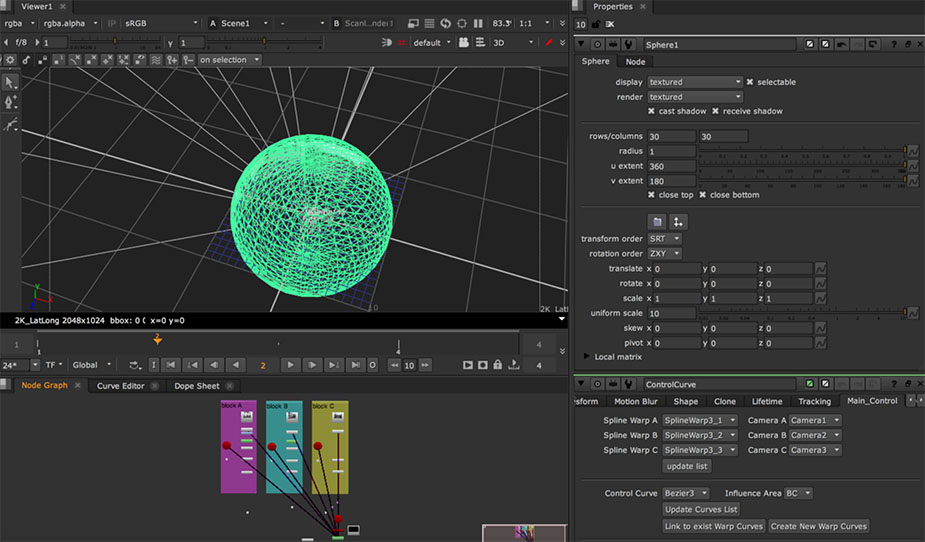 Viewer1
Properties
rgba rgba.alpha IP sRGB A Scene1 - B 83.3 1:1
10
f/8 1 y 1 default 3D
Sphere1
on selection
Sphere Node
display textured selectable
render textured
cast shadow receive shadow
rows/columns 30 30
radius 1
u extent 360
v extent 180
close top close bottom
transform order SRT
rotation order ZXY
translate x 0 y 0 z 0
rotate x 0 y 0 z 0
scale x 1 y 1 z 1
uniform scale 10
skew x 0 y 0 z 0
pivot x 0 y 0 z 0
Local matrix
Y
X
Z
10
2K_Lat
2K_LatLong 2048x1024 bbox: 0 0 x=0 y=0
1 2 4
1 4
24* TF Global I 2 O 10 4
Node Graph Curve Editor Dope Sheet
block A block B block C
ControlCurve
sform Motion Blur Shape Clone Lifetime Tracking Main_Control
Spline Warp A SplineWarp3_1 Camera A Camera1
Spline Warp B SplineWarp3_2 Camera B Camera2
Spline Warp C SplineWarp3_3 Camera C Camera3
update list
Control Curve Bezier3 Influence Area BC
Update Curves List
Link to exist Warp Curves Create New Warp Curves